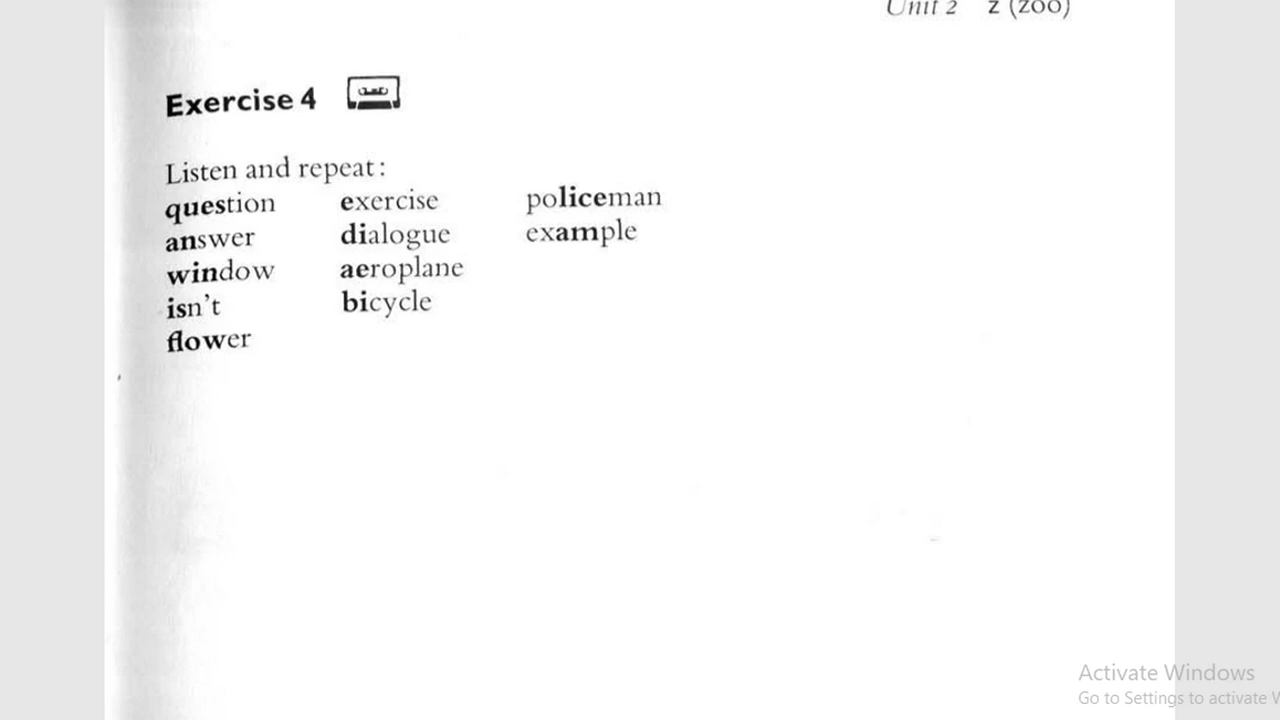 Unit 2 z (zoo)
Exercise 4
Listen and repeat:
question exercise policeman
answer dialogue example
window aeroplane
isn't bicycle
flower
Activate Windows
Go to Settings to activate